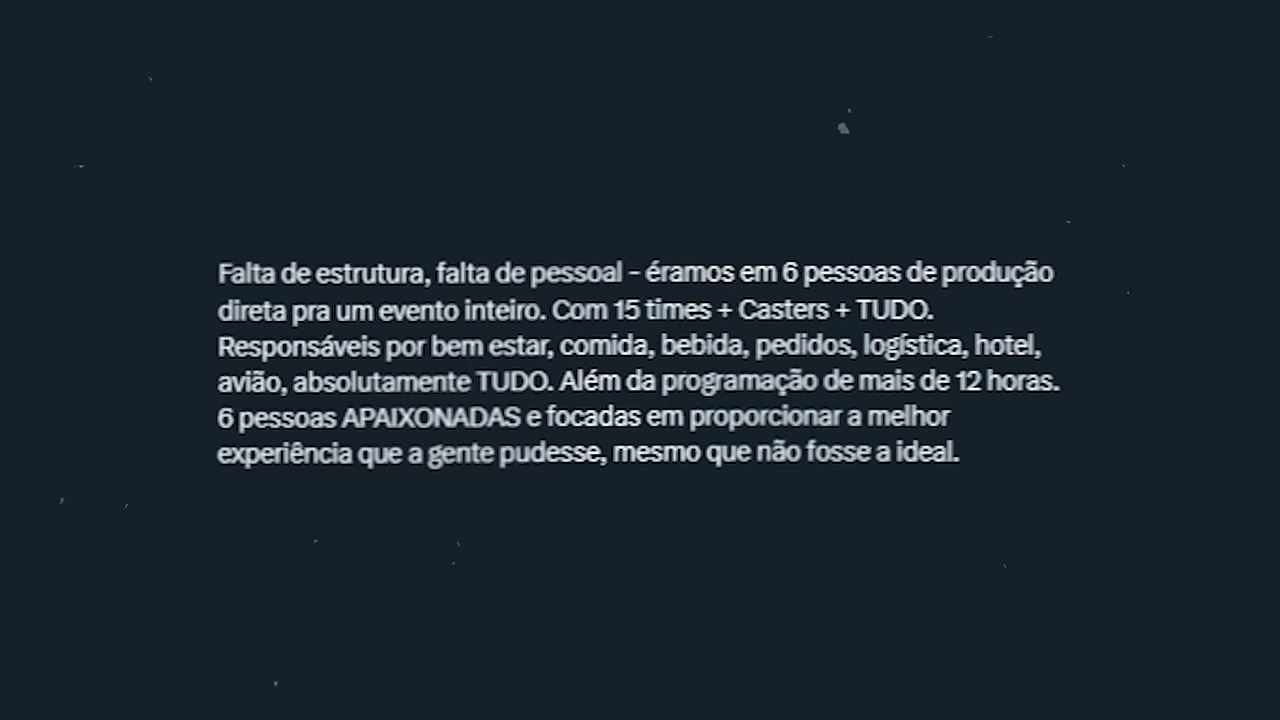 Falta de estrutura, falta de pessoal - éramos em 6 pessoas de produção
direta pra um evento inteiro. Com 15 times + Casters + TUDO.
Responsáveis por bem estar, comida, bebida, pedidos, logística, hotel,
avião, absolutamente TUDO. Além da programação de mais de 12 horas.
6 pessoas APAIXONADAS e focadas em proporcionar a melhor
experiência que a gente pudesse, mesmo que não fosse a ideal.